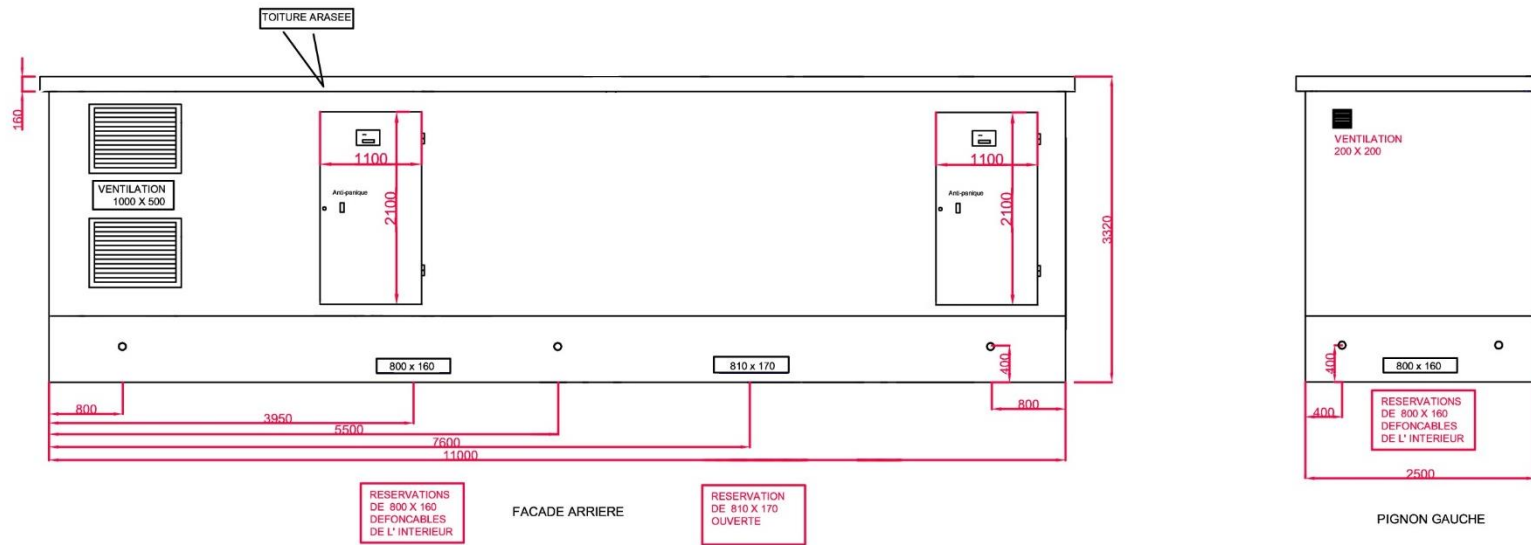 TOITURE ARASEE
160
VENTILATION
1000 X 500
1100
Anti-panique
2100
1100
Anti-panique
2100
3320
VENTILATION
200 X 200
800 x 160
810 x 170
400
400
800 x 160
800
3950
5500
7600
11000
800
400
RESERVATIONS
DE 800 X 160
DEFONCABLES
DE L' INTERIEUR
2500
RESERVATIONS
DE 800 X 160
DEFONCABLES
DE L' INTERIEUR
FACADE ARRIERE
RESERVATION
DE 810 X 170
OUVERTE
PIGNON GAUCHE